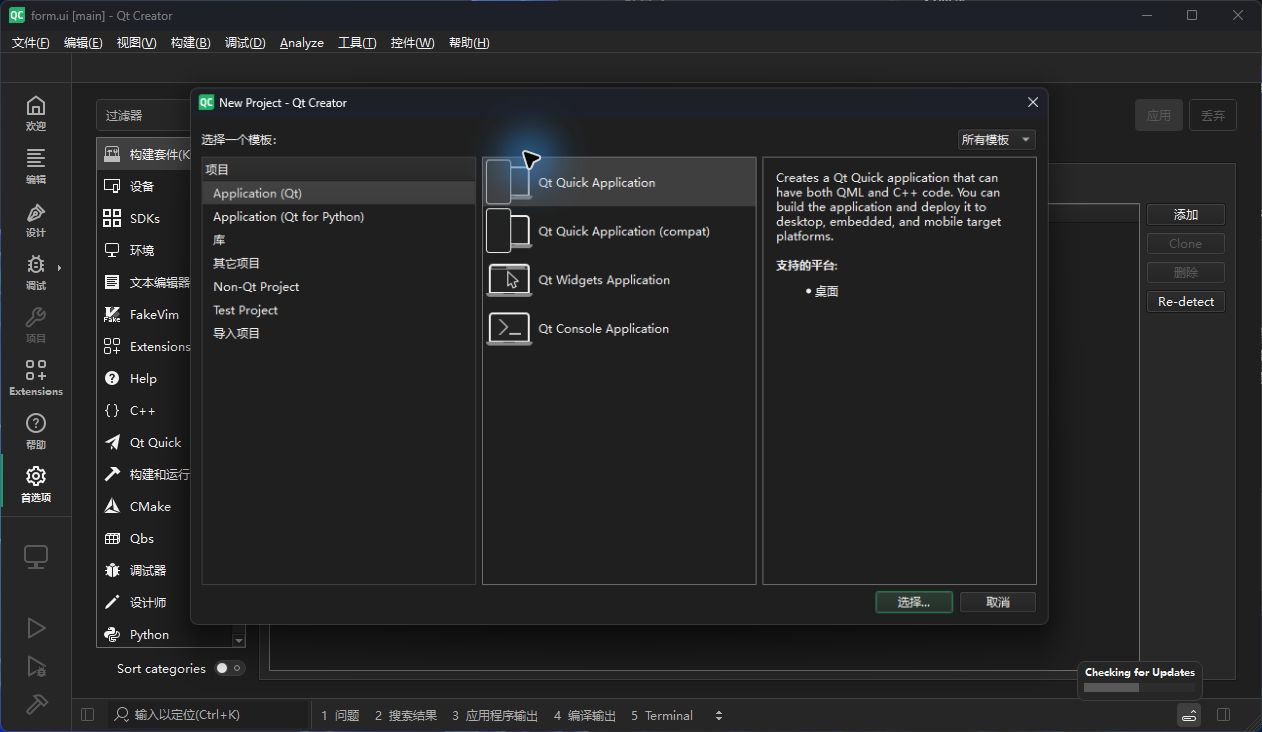 QC form.ui [main] - Qt Creator
文件(F) 编辑(E) 视图(V) 构建(B) 调试(D) Analyze 工具(T) 控件(W) 帮助(H)
欢迎
编辑
设计
调试
项目
Extensions
帮助
首选项
过滤器
构建套件(K
设备
SDKs
环境
文本编辑器
FakeVim
Extensions
Help
C++
Qt Quick
构建和运行
CMake
Qbs
调试器
设计师
Python
Sort categories
QC New Project - Qt Creator
选择一个模板:
所有模板
项目
Application (Qt)
Application (Qt for Python)
库
其它项目
Non-Qt Project
Test Project
导入项目
Qt Quick Application
Qt Quick Application (compat)
Qt Widgets Application
Qt Console Application
Creates a Qt Quick application that can
have both QML and C++ code. You can
build the application and deploy it to
desktop, embedded, and mobile target
platforms.
支持的平台:
• 桌面
选择...
取消
应用
丢弃
添加
Clone
删除
Re-detect
Checking for Updates
输入以定位(Ctrl+K)
1 问题 2 搜索结果 3 应用程序输出 4 编译输出 5 Terminal